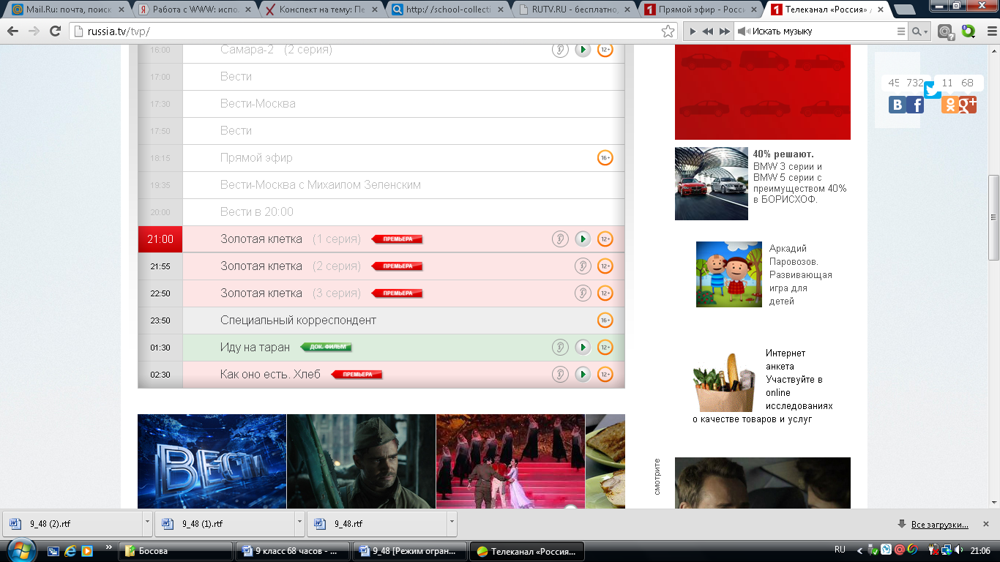 Mail.Ru: почта, поиск
Работа с WWW: испо
Конспект на тему: Пе
http: / /school-collecti
RUTV.RU - бесплатно,
Прямой эфир - Росси
Телеканал «Россия» /
russia.tv/tvp/
Искать музыку
16:00 Самара-2 (2 серия) 12+
17:00 Вести
17:30 Вести-Москва
17:50 Вести
18:15 Прямой эфир 16+
19:35 Вести-Москва с Михаилом Зеленским
20:00 Вести в 20:00
21:00 Золотая клетка (1 серия) ПРЕМЬЕРА 12+
21:55 Золотая клетка (2 серия) ПРЕМЬЕРА 12+
22:50 Золотая клетка (3 серия) ПРЕМЬЕРА 12+
23:50 Специальный корреспондент 16+
01:30 Иду на таран ДОК. ФИЛЬМ 12+
02:30 Как оно есть. Хлеб ПРЕМЬЕРА 12+
ВЕСТИ
40% решают.
BMW 3 серии и
BMW 5 серии с
преимуществом 40%
в БОРИСХОФ.
Аркадий
Паровозов.
Развивающая
игра для
детей
Интернет
анкета
Участвуйте в
online
исследованиях
о качестве товаров и услуг
смотрите
45 732 11 68
9_48 (2).rtf
9_48 (1).rtf
9_48.rtf
Все загрузки...
Босова
9 класс 68 часов - ...
9_48 [Режим огран...
Телеканал «Россия...
RU
21:06